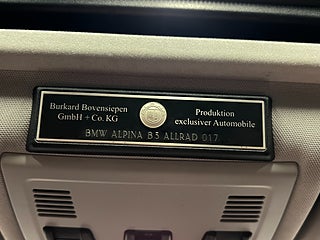 Burkard Bovensiepen
GmbH + Co. KG
Produktion
exclusiver Automobile
BMW ALPINA B3 ALLRAD 017